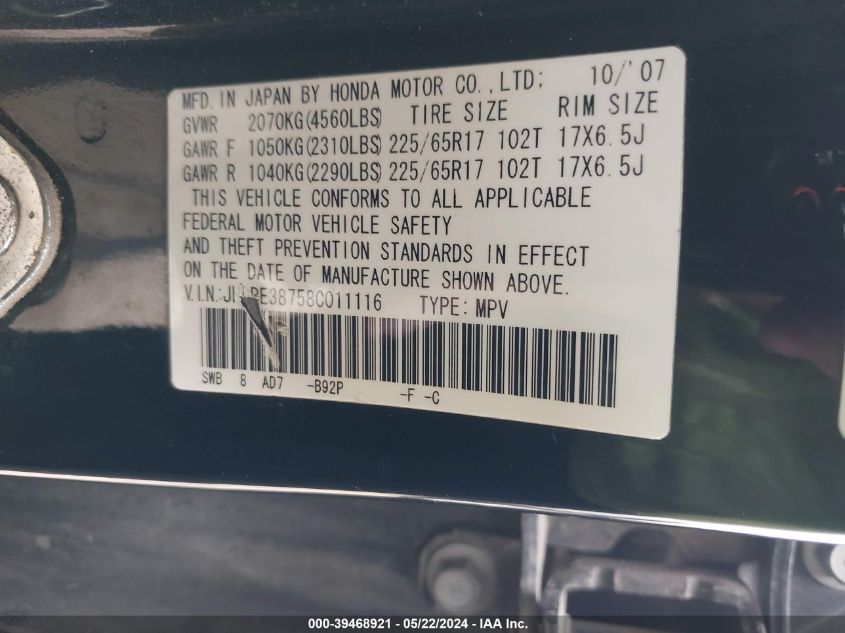 MFD. IN JAPAN BY HONDA MOTOR CO., LTD; 10/'07
GVWR 2070KG(4560LBS) TIRE SIZE RIM SIZE
GAWR F 1050KG(2310LBS) 225/65R17 102T 17X6.5J
GAWR R 1040KG(2290LBS) 225/65R17 102T 17X6.5J
THIS VEHICLE CONFORMS TO ALL APPLICABLE
FEDERAL MOTOR VEHICLE SAFETY
AND THEFT PREVENTION STANDARDS IN EFFECT
ON THE DATE OF MANUFACTURE SHOWN ABOVE.
V.I.N: TYPE: MPV
SWB 8 AD7 -B92P -F -C
000-39468921 / 05/22/2024 - IAA Inc.